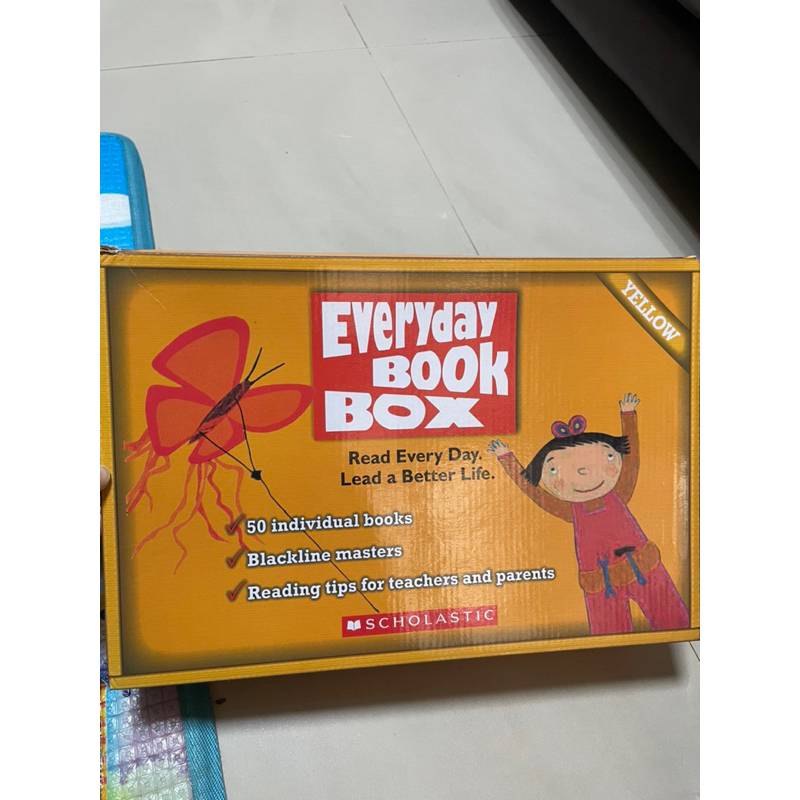 YELLOW
EVeryday
BOOK
BOX
Read Every Day.
Lead a Better Life.
50 individual books
Blackline masters
Reading tips for teachers and parents
SCHOLASTIC